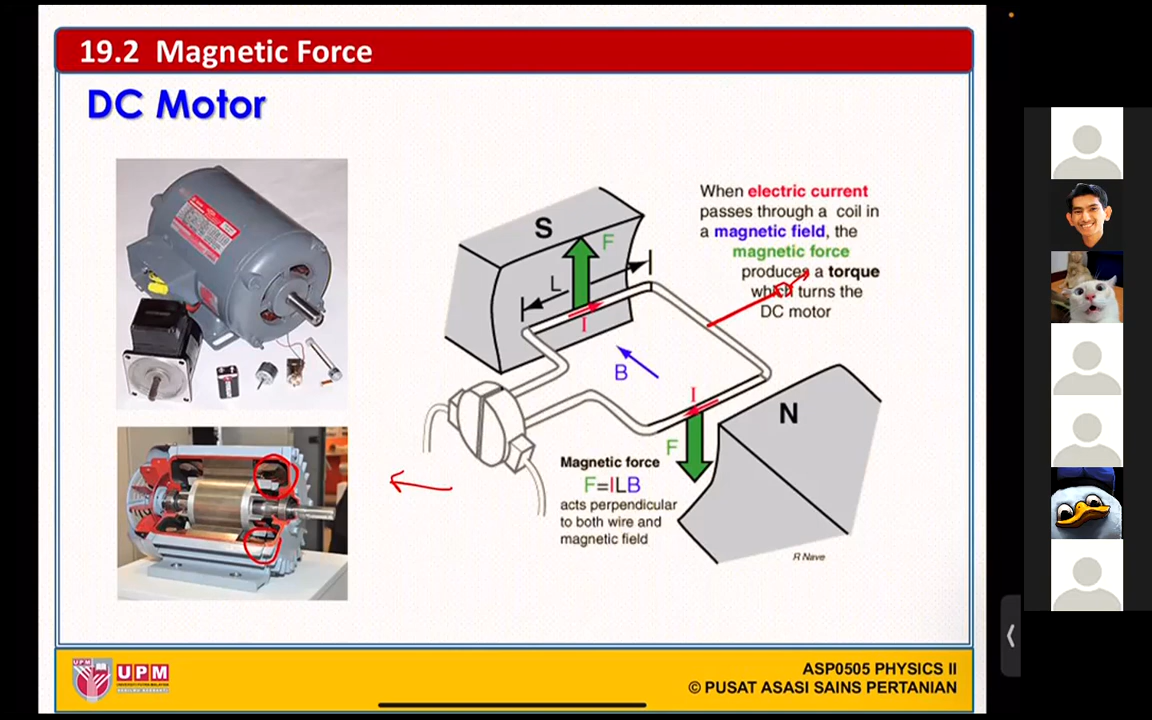 19.2 Magnetic Force
DC Motor
When electric current
passes through a coil in
a magnetic field, the
magnetic force
produces a torque
which turns the
DC motor
S
F
L
I
B
I
N
F
Magnetic force
F=ILB
acts perpendicular
to both wire and
magnetic field
R Nave
UPM
UPM
ASP0505 PHYSICS II
© PUSAT ASASI SAINS PERTANIAN